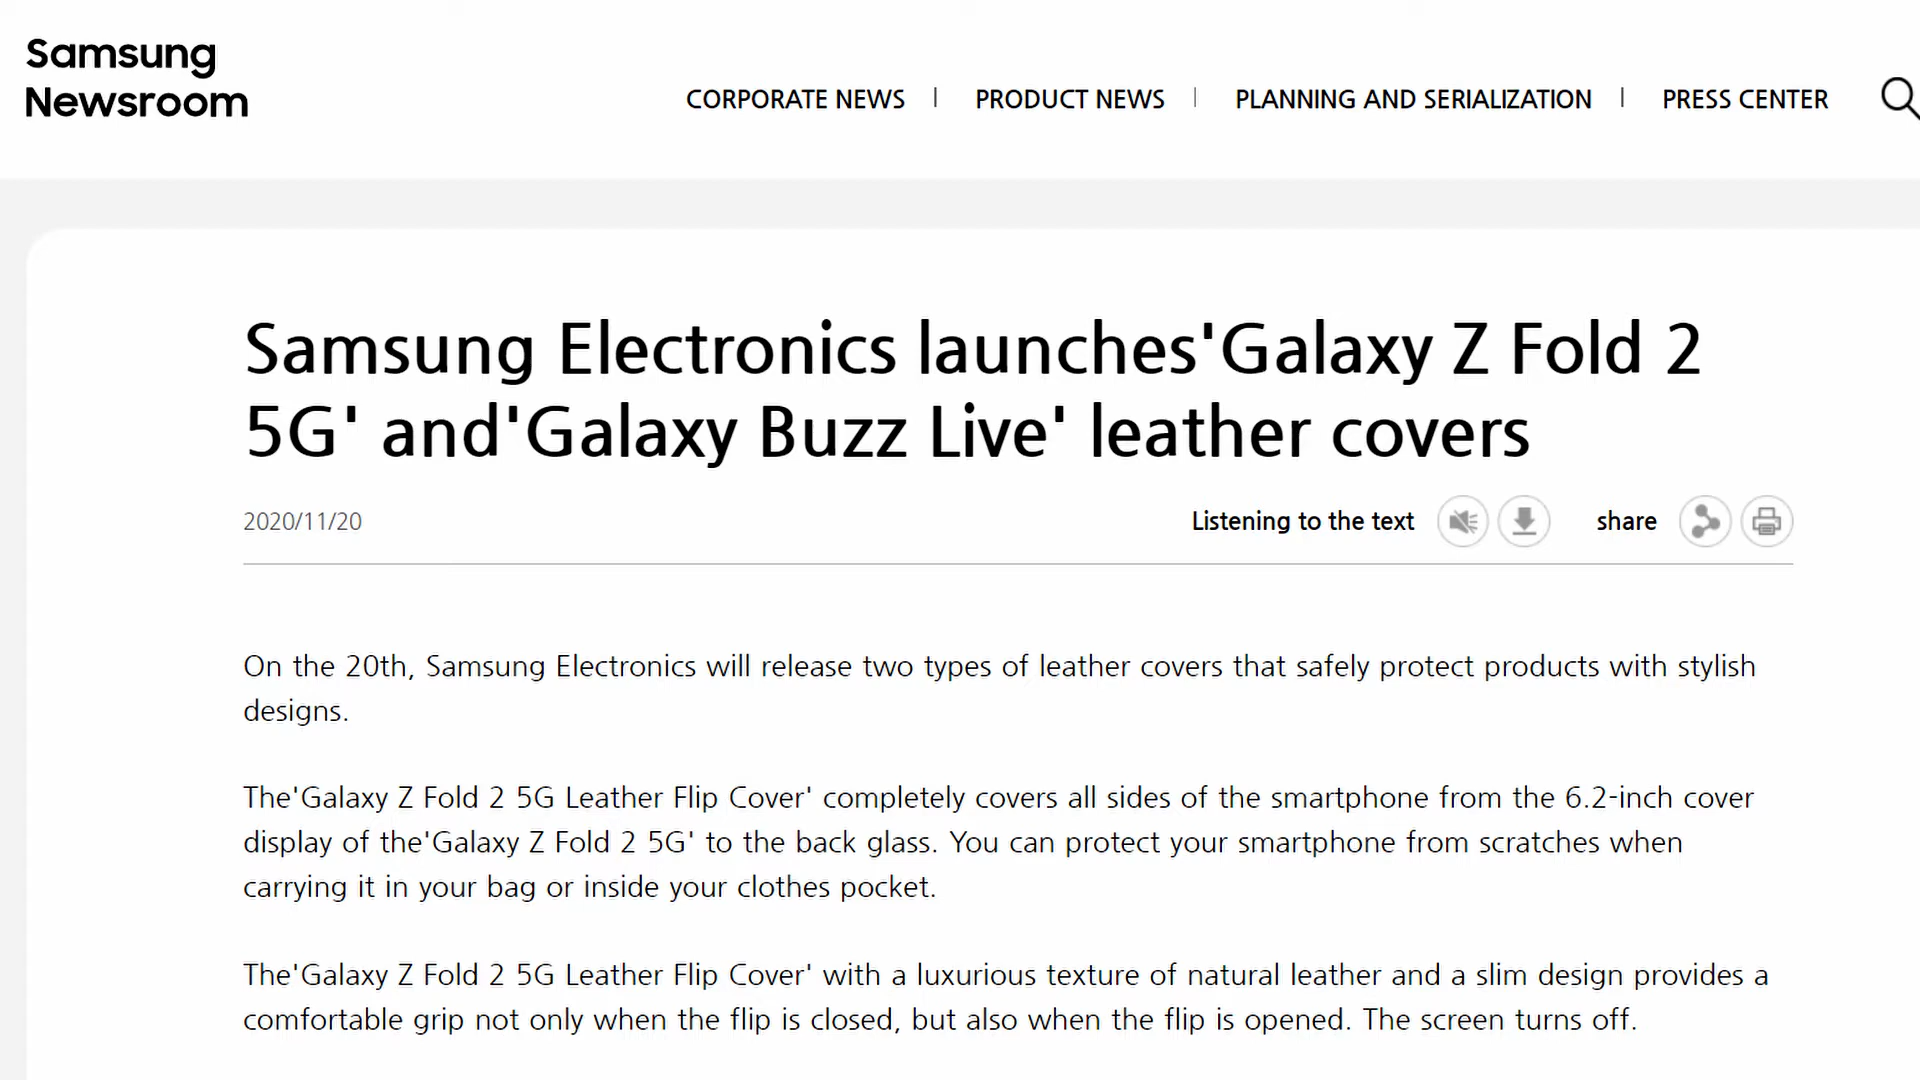 Samsung
Newsroom
CORPORATE NEWS | PRODUCT NEWS | PLANNING AND SERIALIZATION | PRESS CENTER
Samsung Electronics launches'Galaxy Z Fold 2
5G' and'Galaxy Buzz Live' leather covers
2020/11/20
Listening to the text
share
On the 20th, Samsung Electronics will release two types of leather covers that safely protect products with stylish
designs.
The'Galaxy Z Fold 2 5G Leather Flip Cover' completely covers all sides of the smartphone from the 6.2-inch cover
display of the'Galaxy Z Fold 2 5G' to the back glass. You can protect your smartphone from scratches when
carrying it in your bag or inside your clothes pocket.
The'Galaxy Z Fold 2 5G Leather Flip Cover' with a luxurious texture of natural leather and a slim design provides a
comfortable grip not only when the flip is closed, but also when the flip is opened. The screen turns off.